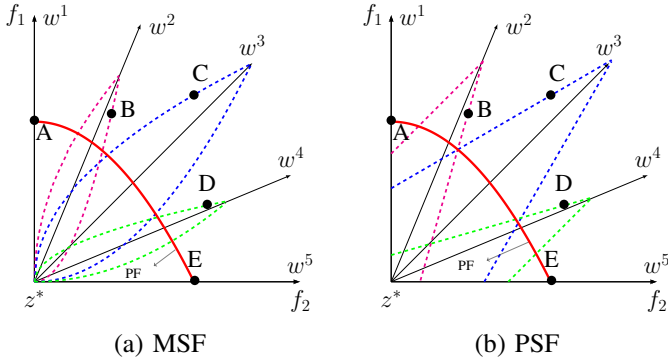 f₁ w¹ w² w³
B C
A
D w⁴
E
PF
w⁵
z* f₂
(a) MSF
f₁ w¹ w² w³
B C
A
D w⁴
E
PF
w⁵
z* f₂
(b) PSF